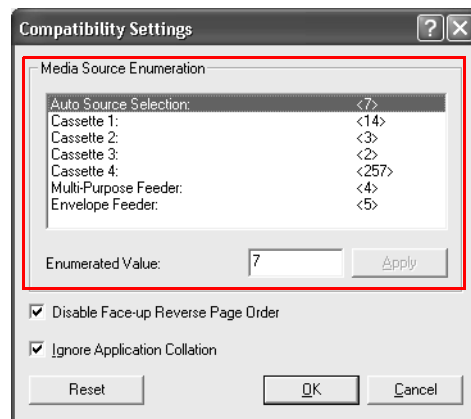 Compatibility Settings
Media Source Enumeration
Auto Source Selection: <7>
Cassette 1: <14>
Cassette 2: <3>
Cassette 3: <2>
Cassette 4: <257>
Multi-Purpose Feeder: <4>
Envelope Feeder: <5>
Enumerated Value: 7 Apply
Disable Face-up Reverse Page Order
Ignore Application Collation
Reset OK Cancel